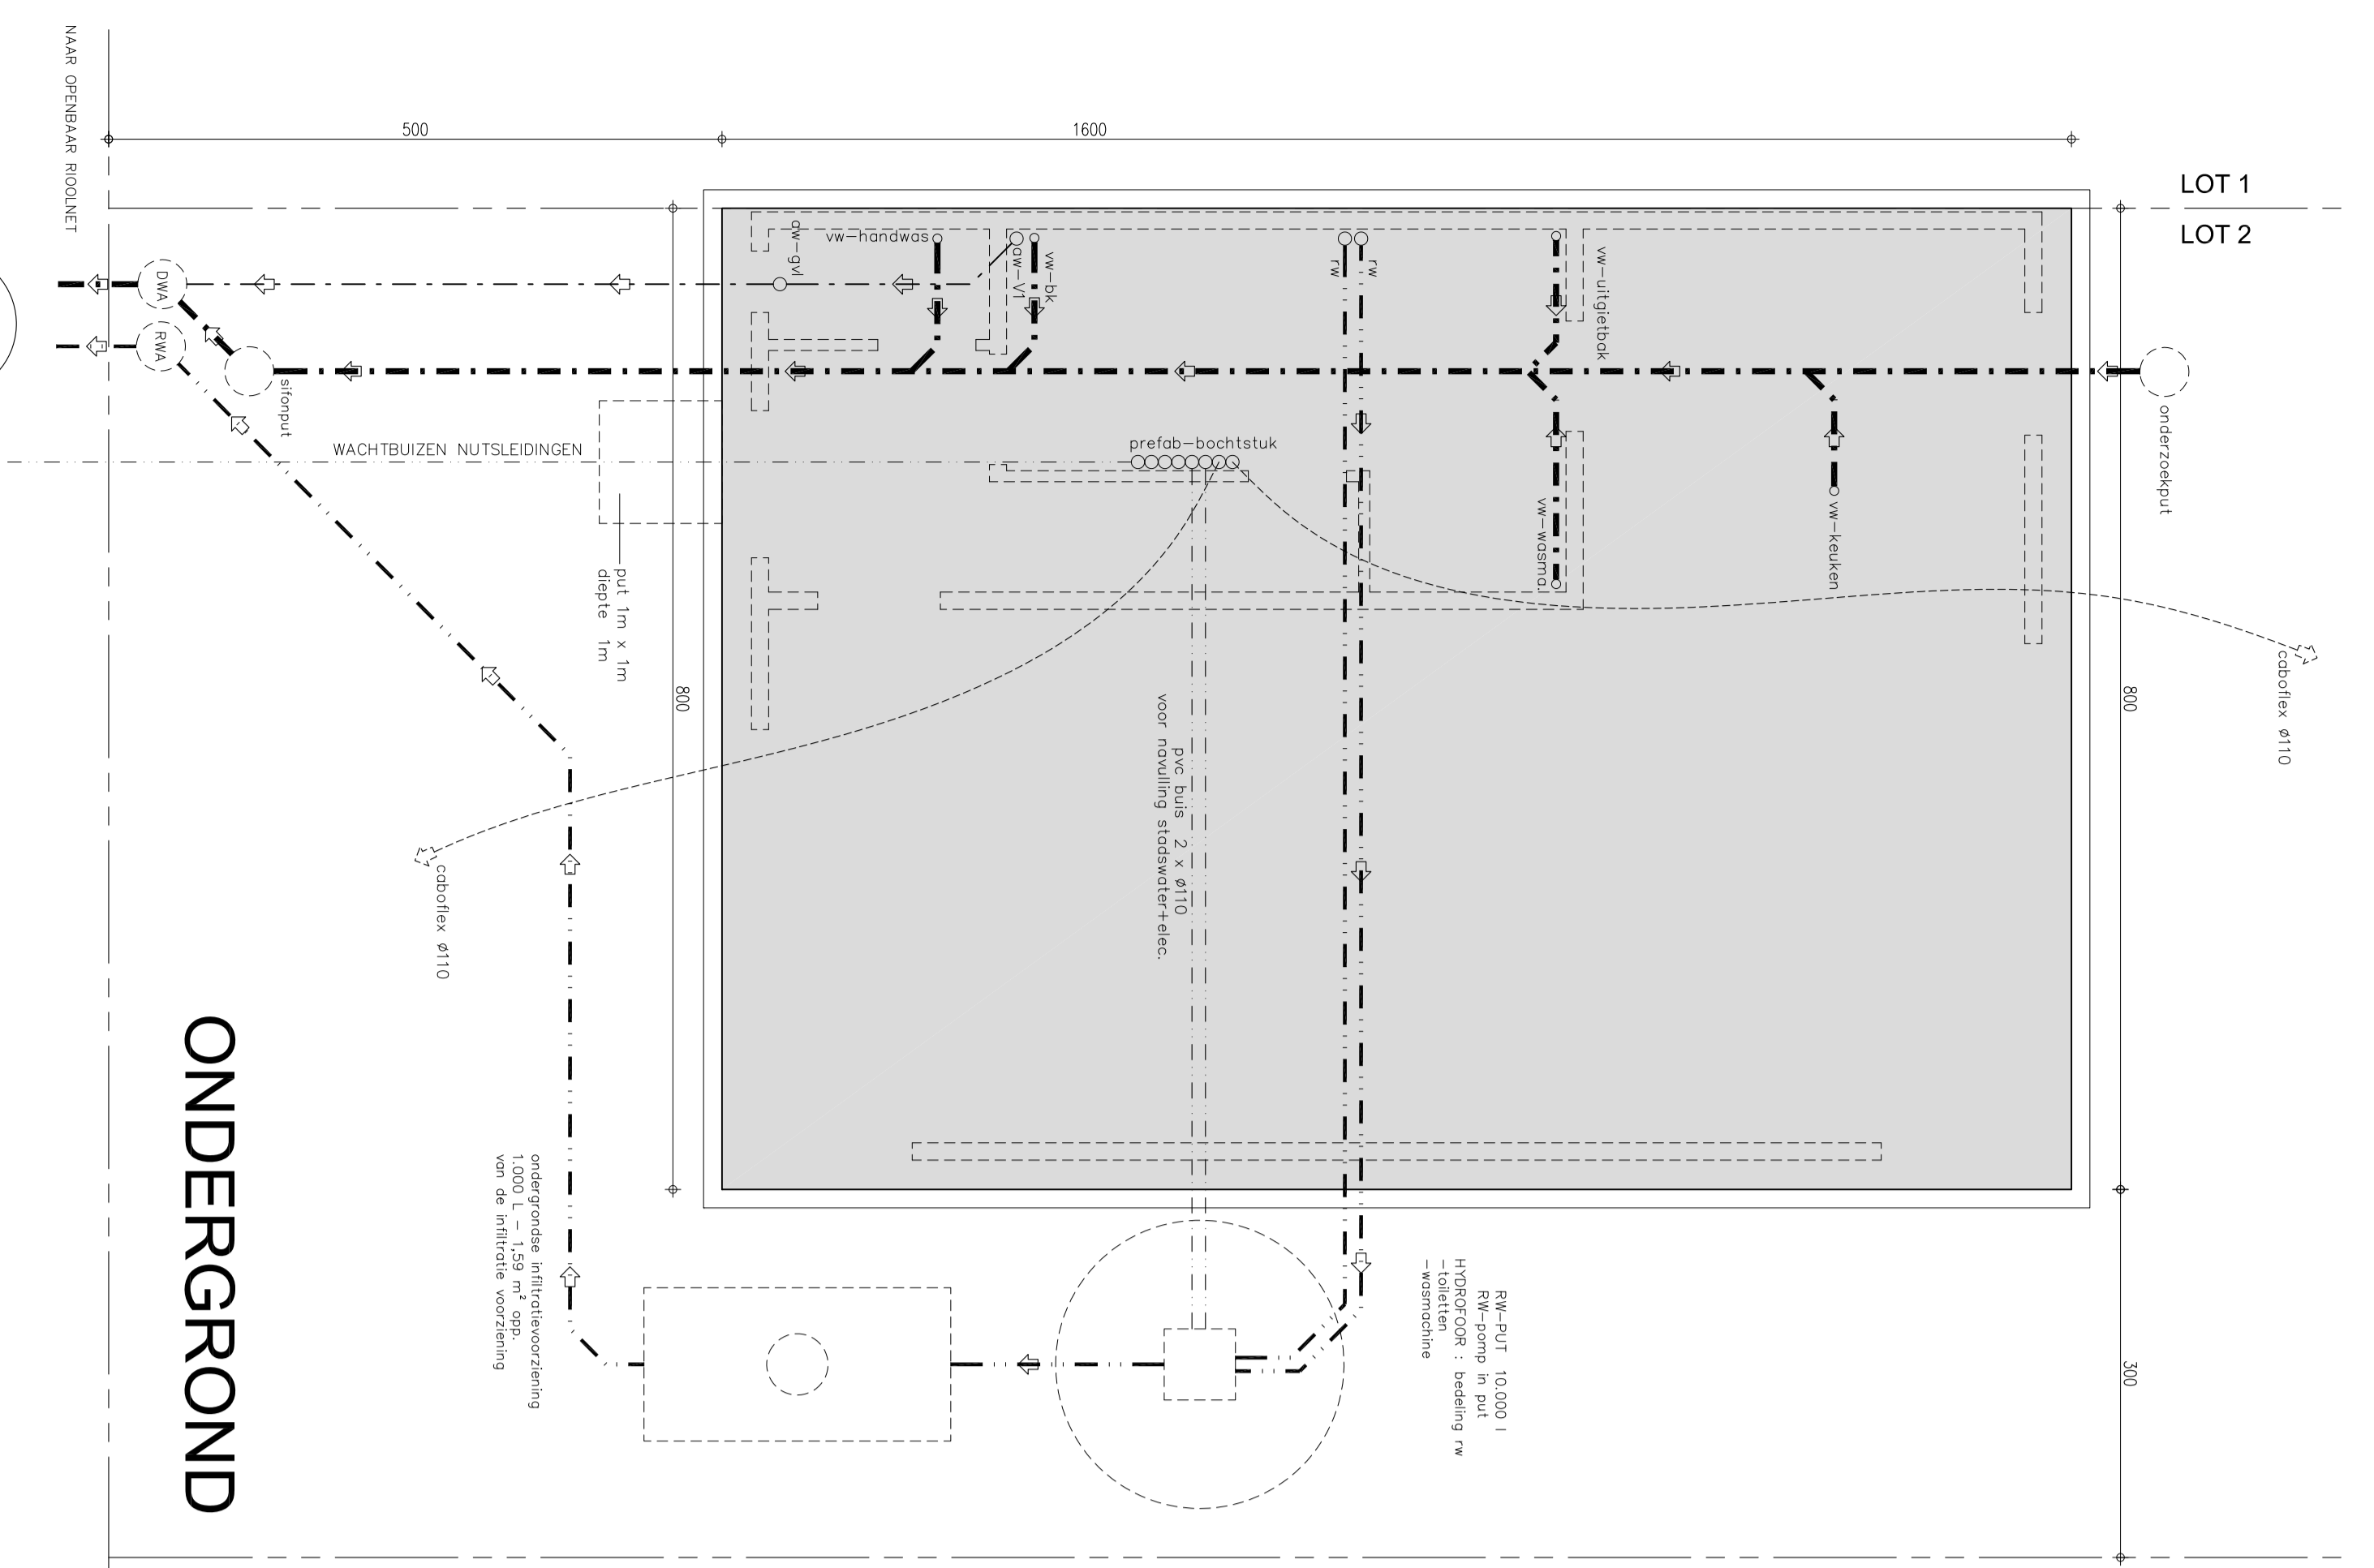 NAAR OPENBAAR RIOOLNET
500
1600
LOT 1
LOT 2
DWA
RWA
sifonput
aw-gvl
vw-handwas
aw-V1
vw-bk
rw
rw
vw-uitgietbak
onderzoekput
WACHTBUIZEN NUTSLEIDINGEN
prefab-bochtstuk
put 1m x 1m
diepte 1m
vw-wasma
vw-keuken
800
800
caboflex ø110
caboflex ø110
pvc buis 2 x ø110
voor navulling stadswater+elec.
ONDERGROND
ondergrondse infiltratievoorziening
1.000 L - 1,59 m² opp.
van de infiltratie voorziening
RW-PUT 10.000 l
RW-pomp in put
HYDROFOOR : bedeling rw
-toiletten
-wasmachine
300